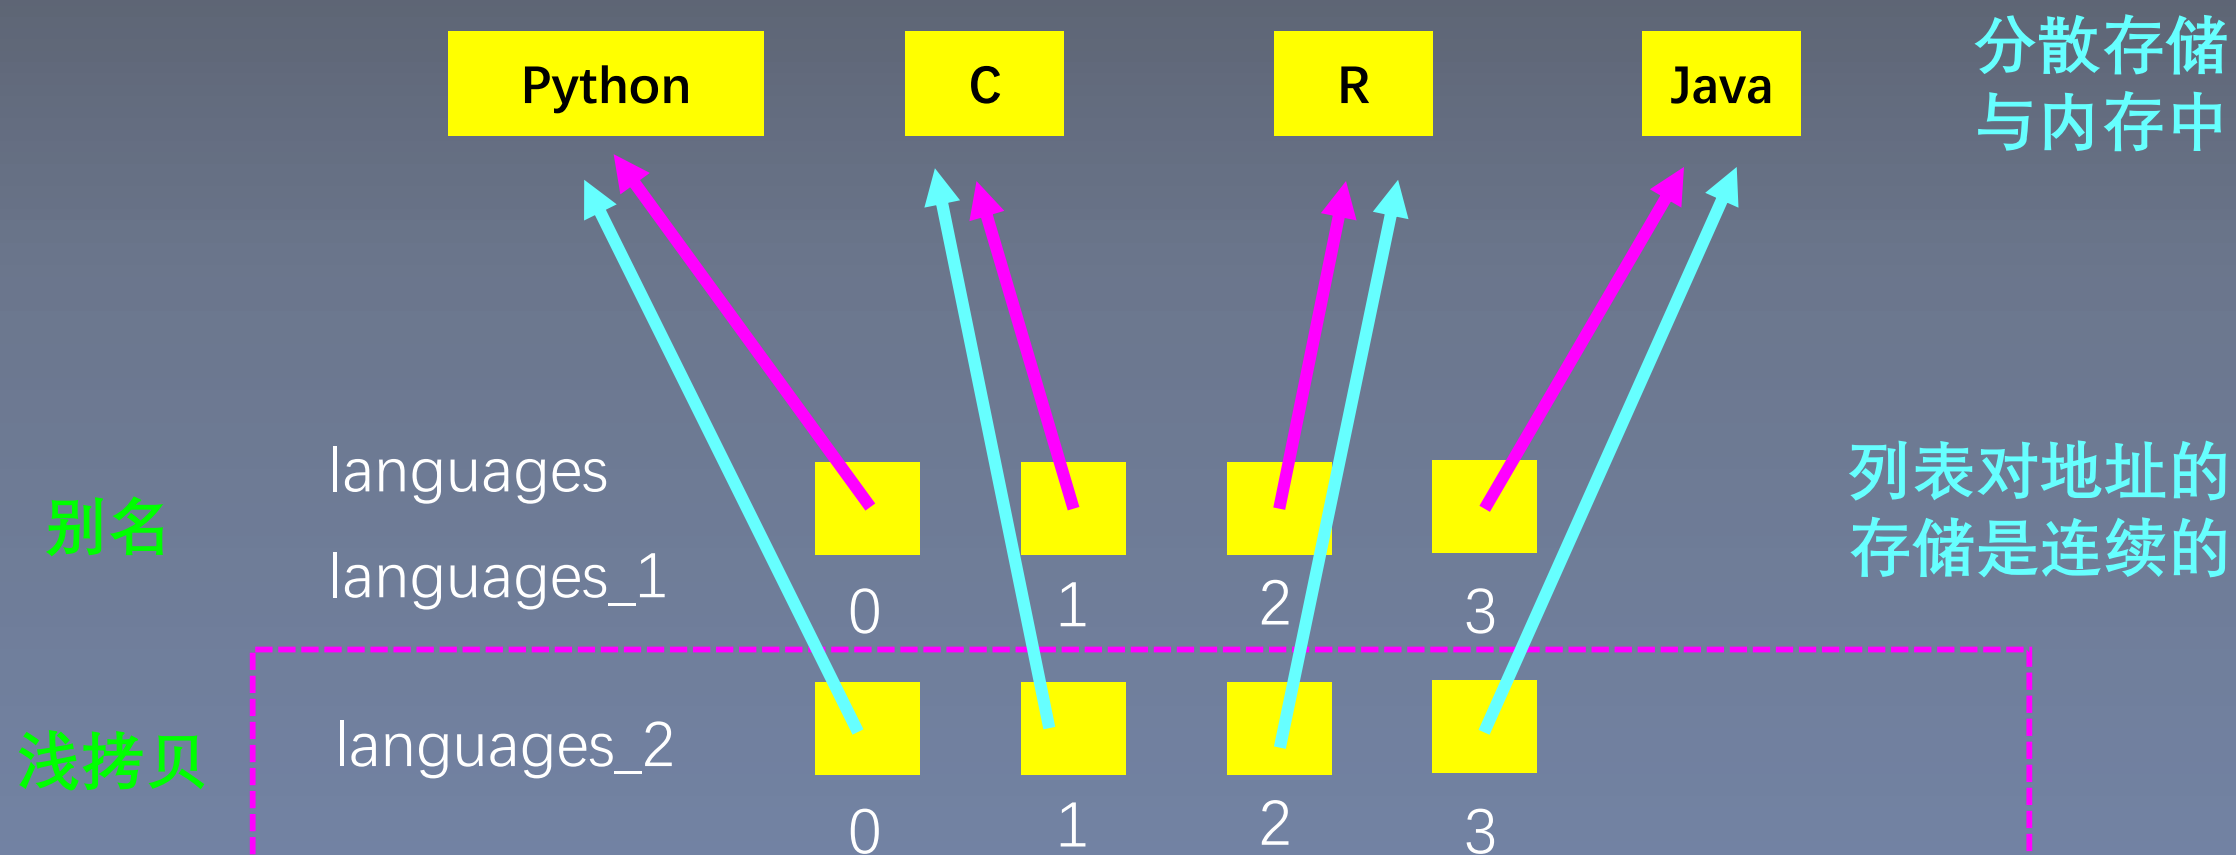 Python C R Java
分散存储
与内存中
languages
别名
languages_1
0 1 2 3
列表对地址的
存储是连续的
浅拷贝
languages_2
0 1 2 3